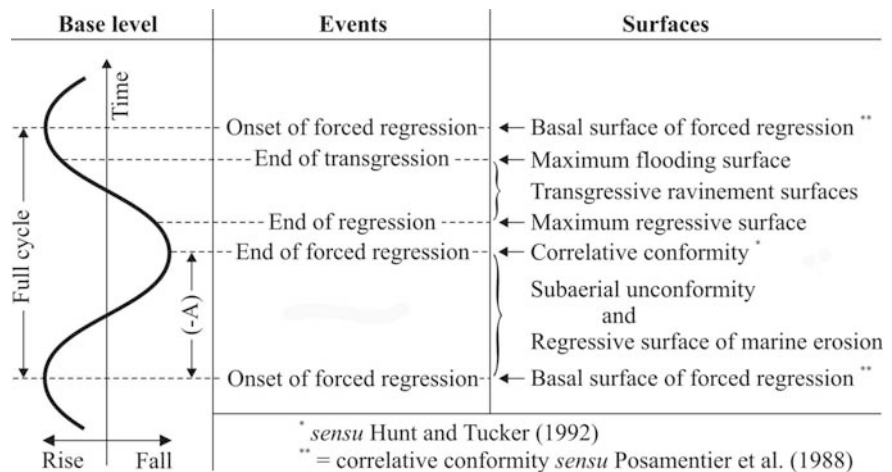 Base level Events Surfaces
Time
Onset of forced regression Basal surface of forced regression **
End of transgression Maximum flooding surface
Transgressive ravinement surfaces
End of regression Maximum regressive surface
End of forced regression Correlative conformity *
Full cycle
(-A)
Subaerial unconformity
and
Regressive surface of marine erosion
Onset of forced regression Basal surface of forced regression **
Rise Fall
* sensu Hunt and Tucker (1992)
** = correlative conformity sensu Posamentier et al. (1988)